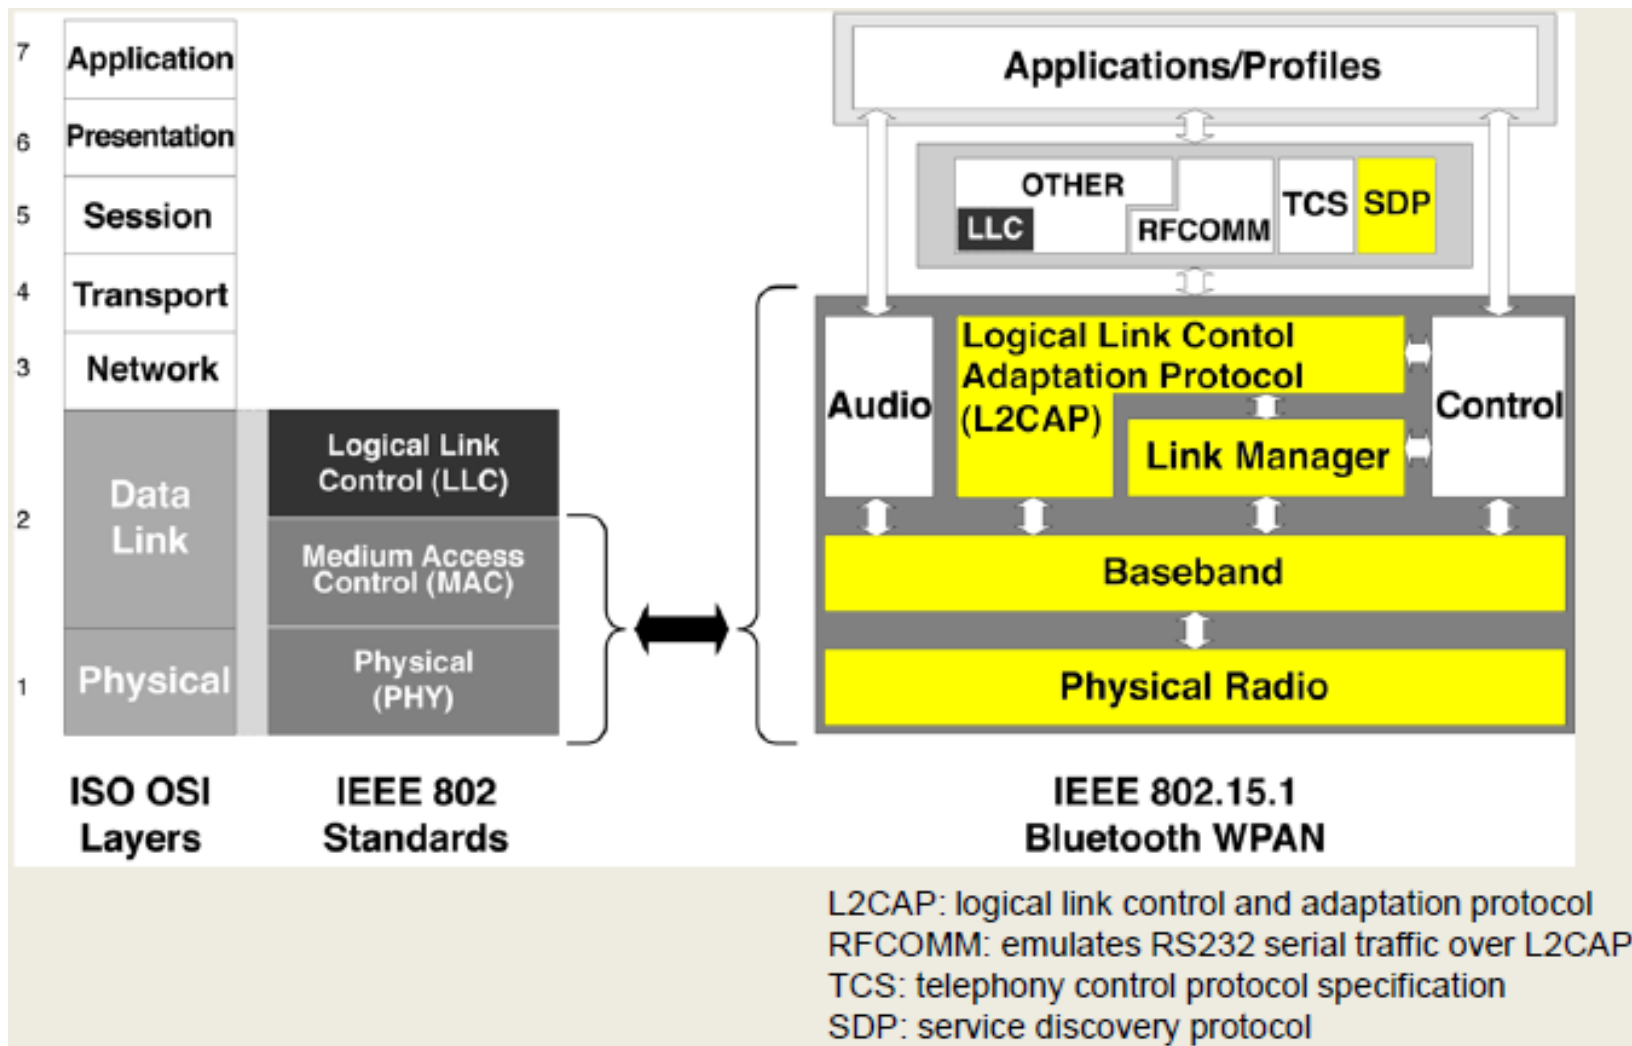 7
Application
6
Presentation
5
Session
4
Transport
3
Network
2
Data
Link
1
Physical
ISO OSI
Layers
Logical Link
Control (LLC)
Medium Access
Control (MAC)
Physical
(PHY)
IEEE 802
Standards
Applications/Profiles
OTHER
LLC
RFCOMM
TCS
SDP
Audio
Logical Link Contol
Adaptation Protocol
(L2CAP)
Link Manager
Control
Baseband
Physical Radio
IEEE 802.15.1
Bluetooth WPAN
L2CAP: logical link control and adaptation protocol
RFCOMM: emulates RS232 serial traffic over L2CAP
TCS: telephony control protocol specification
SDP: service discovery protocol